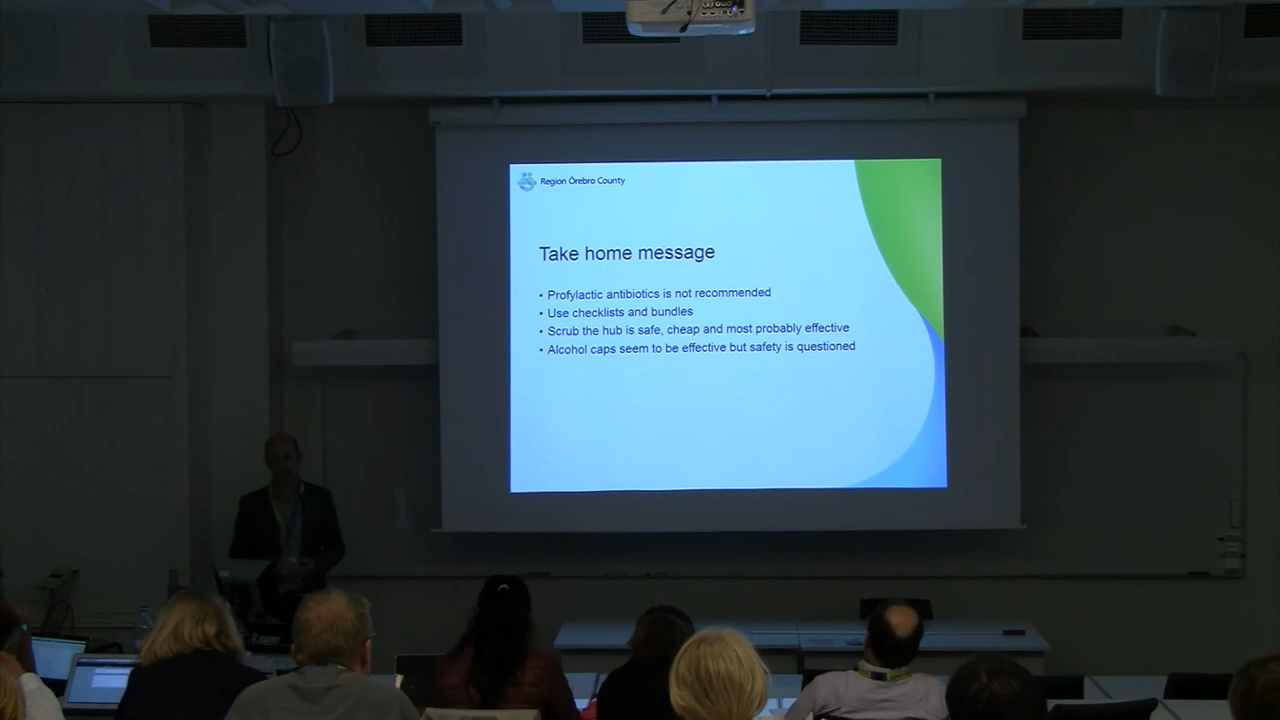 Region Örebro County
Take home message
• Profylactic antibiotics is not recommended
• Use checklists and bundles
• Scrub the hub is safe, cheap and most probably effective
• Alcohol caps seem to be effective but safety is questioned